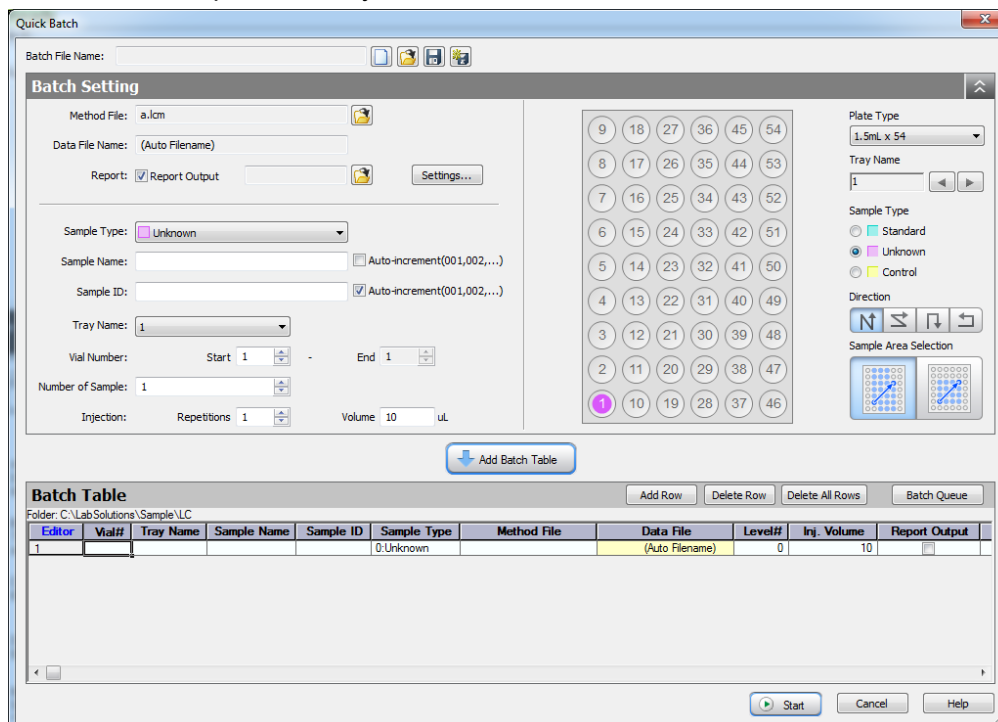 Quick Batch
Batch File Name:
Batch Setting
Method File: a.lcm
Data File Name: (Auto Filename)
Report: Report Output Settings...
Sample Type: Unknown
Sample Name: Auto-increment(001,002,...)
Sample ID: Auto-increment(001,002,...)
Tray Name: 1
Vial Number: Start 1 - End 1
Number of Sample: 1
Injection: Repetitions 1 Volume 10 uL
9 18 27 36 45 54
8 17 26 35 44 53
7 16 25 34 43 52
6 15 24 33 42 51
5 14 23 32 41 50
4 13 22 31 40 49
3 12 21 30 39 48
2 11 20 29 38 47
1 10 19 28 37 46
Plate Type
1.5mL x 54
Tray Name
1
Sample Type
Standard
Unknown
Control
Direction
Sample Area Selection
Add Batch Table
Batch Table Add Row Delete Row Delete All Rows Batch Queue
Folder: C:\LabSolutions\Sample\LC
Editor Vial# Tray Name Sample Name Sample ID Sample Type Method File Data File Level# Inj. Volume Report Output
1 0:Unknown (Auto Filename) 0 10
Start Cancel Help